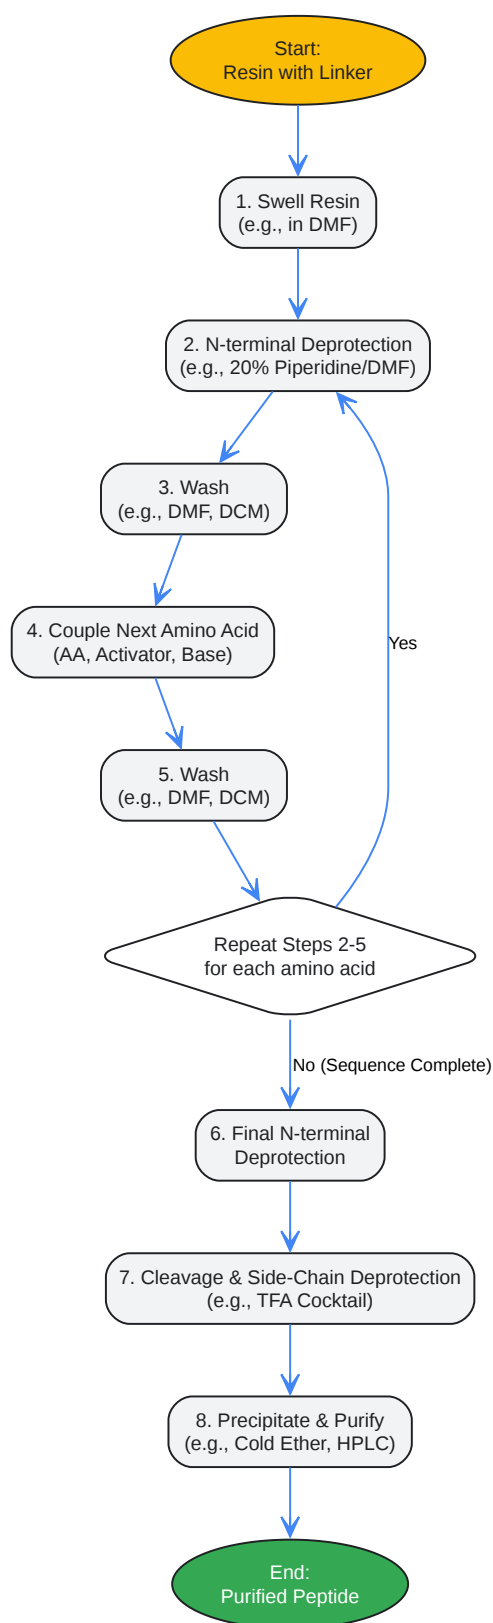 Start:
Resin with Linker
1. Swell Resin
(e.g., in DMF)
2. N-terminal Deprotection
(e.g., 20% Piperidine/DMF)
3. Wash
(e.g., DMF, DCM)
4. Couple Next Amino Acid
(AA, Activator, Base)
Yes
5. Wash
(e.g., DMF, DCM)
Repeat Steps 2-5
for each amino acid
No (Sequence Complete)
6. Final N-terminal
Deprotection
7. Cleavage & Side-Chain Deprotection
(e.g., TFA Cocktail)
8. Precipitate & Purify
(e.g., Cold Ether, HPLC)
End:
Purified Peptide